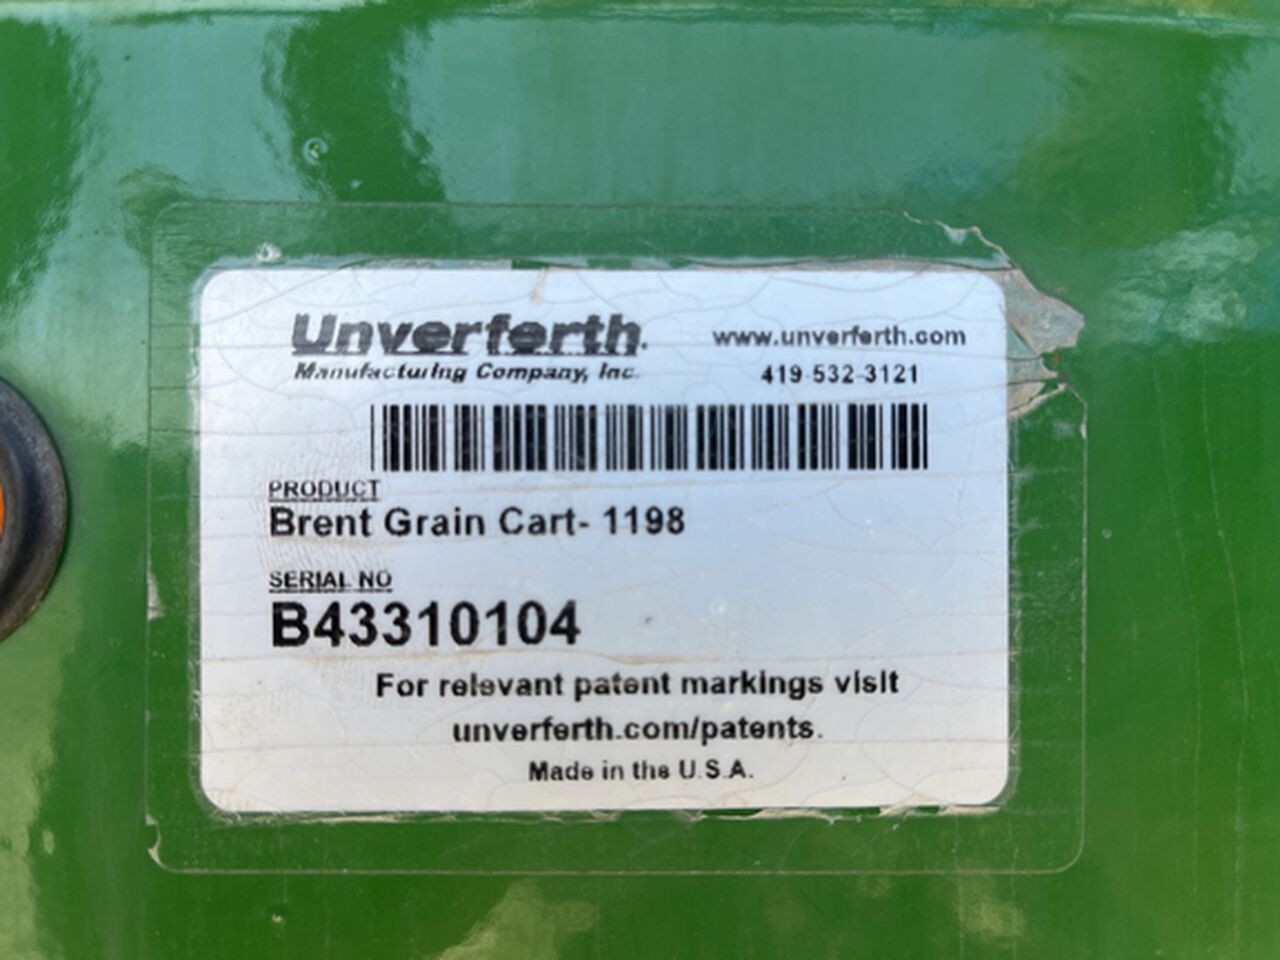 Unverferth.
Manufacturing Company, Inc.
www.unverferth.com
419-532-3121
PRODUCT
Brent Grain Cart- 1198
SERIAL NO
B43310104
For relevant patent markings visit
unverferth.com/patents.
Made in the U.S.A.